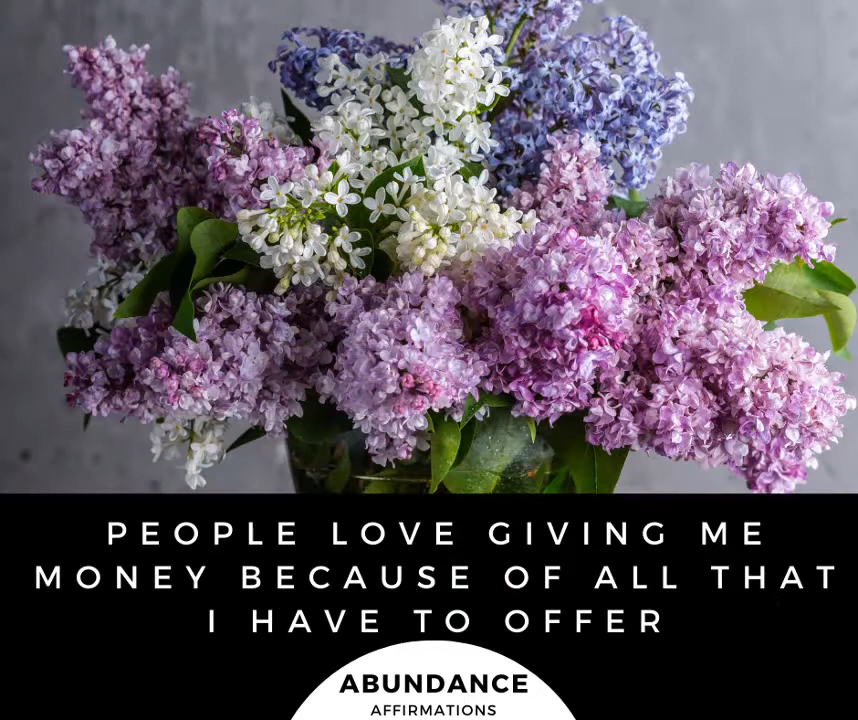 PEOPLE LOVE GIVING ME
MONEY BECAUSE OF ALL THAT
I HAVE TO OFFER
ABUNDANCE
AFFIRMATIONS